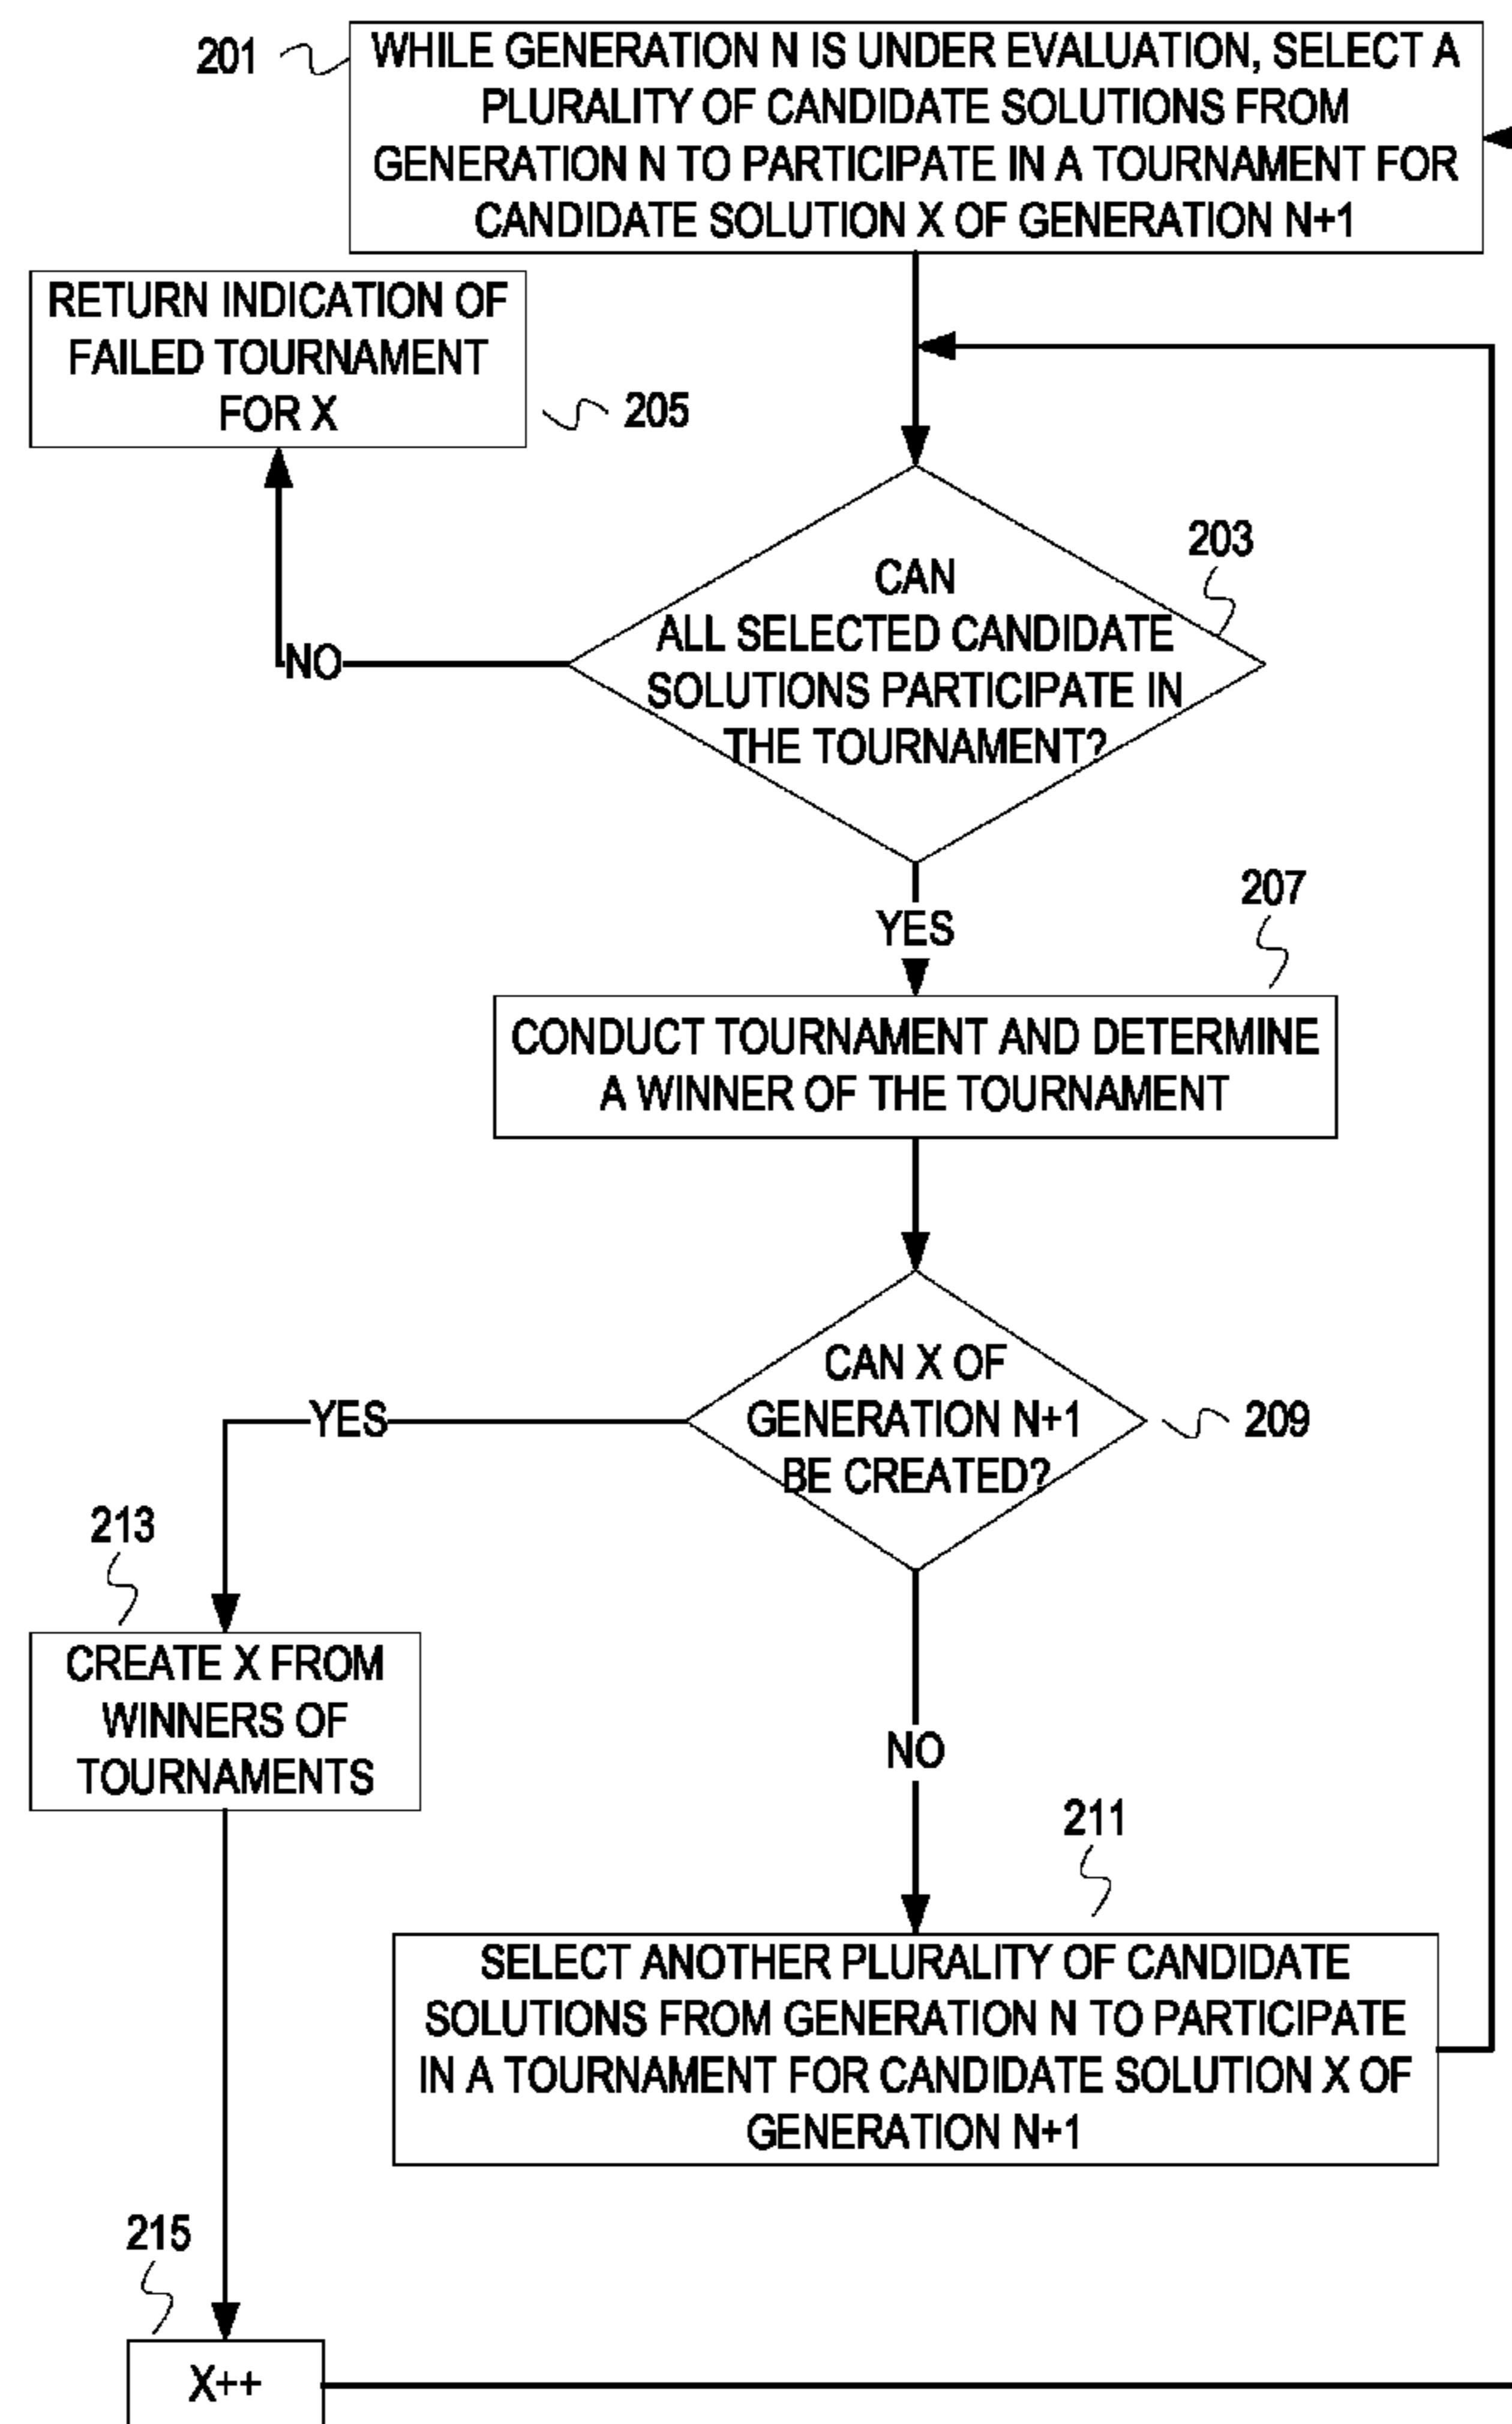 201
WHILE GENERATION N IS UNDER EVALUATION, SELECT A
PLURALITY OF CANDIDATE SOLUTIONS FROM
GENERATION N TO PARTICIPATE IN A TOURNAMENT FOR
CANDIDATE SOLUTION X OF GENERATION N+1
RETURN INDICATION OF
FAILED TOURNAMENT
FOR X
205
203
CAN
ALL SELECTED CANDIDATE
SOLUTIONS PARTICIPATE IN
THE TOURNAMENT?
NO
YES
207
CONDUCT TOURNAMENT AND DETERMINE
A WINNER OF THE TOURNAMENT
CAN X OF
GENERATION N+1
BE CREATED?
209
YES
213
CREATE X FROM
WINNERS OF
TOURNAMENTS
NO
211
SELECT ANOTHER PLURALITY OF CANDIDATE
SOLUTIONS FROM GENERATION N TO PARTICIPATE
IN A TOURNAMENT FOR CANDIDATE SOLUTION X OF
GENERATION N+1
215
X++